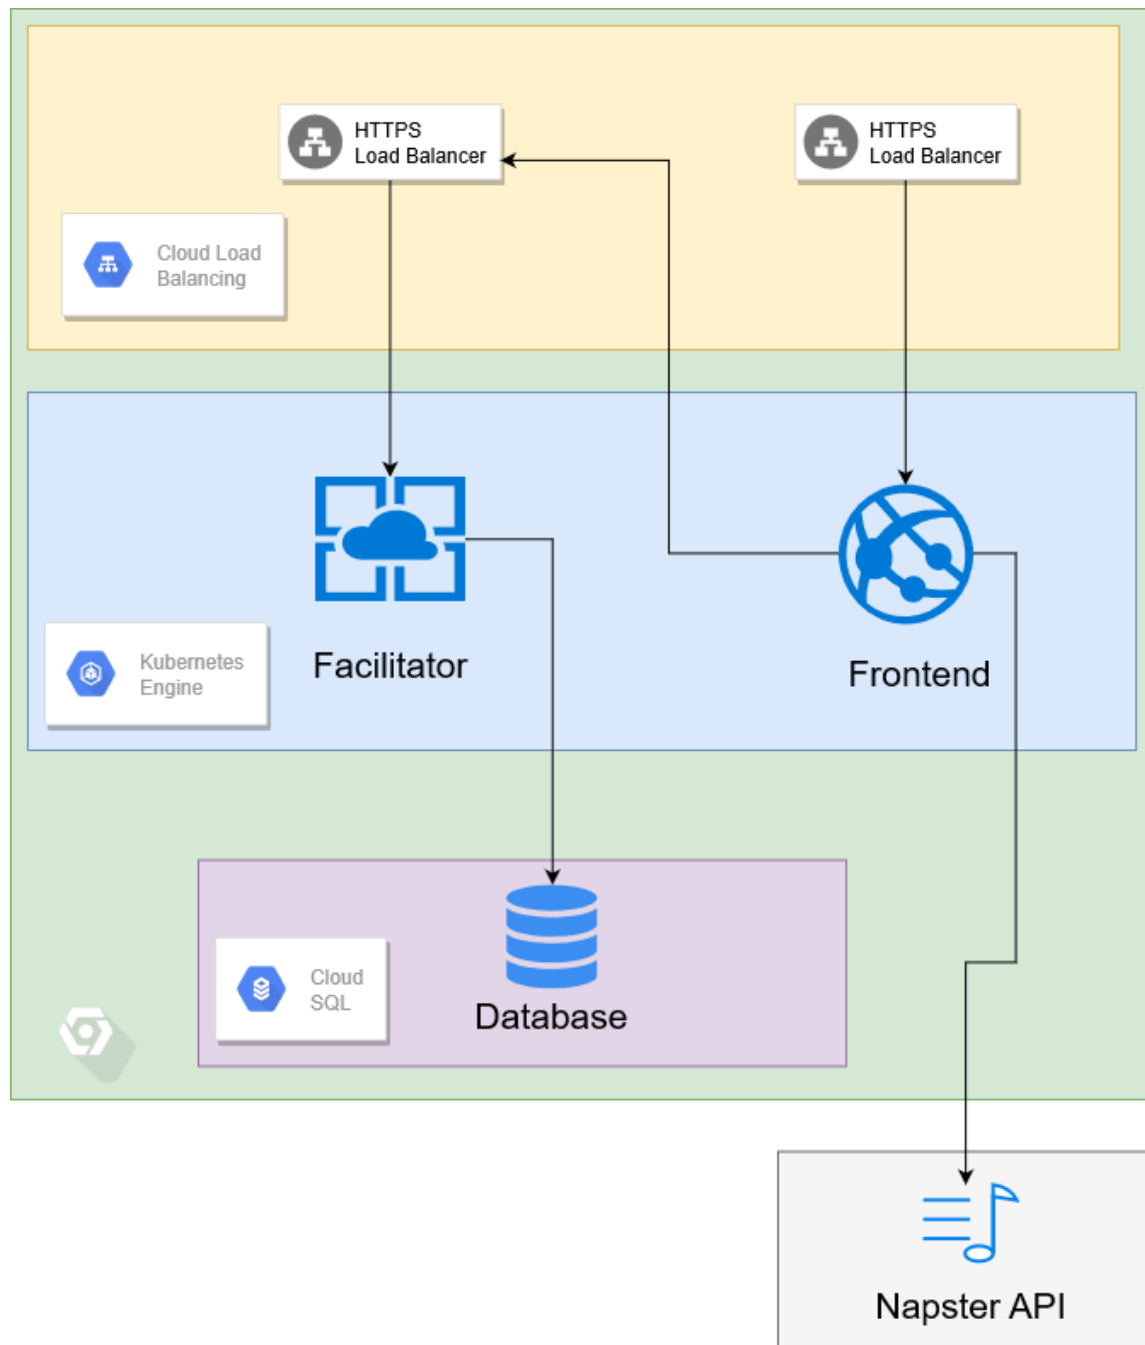 HTTPS
Load Balancer
HTTPS
Load Balancer
Cloud Load
Balancing
Facilitator
Frontend
Kubernetes
Engine
Cloud
SQL
Database
Napster API